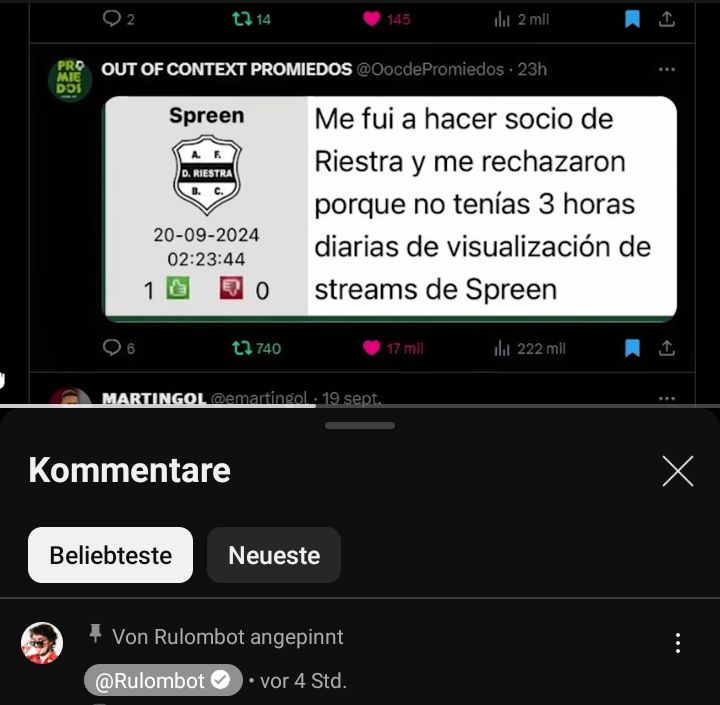 2 14 145 2 mil
PRO
MIE
DOS
OUT OF CONTEXT PROMIEDOS @OocdePromiedos · 23h
Spreen
A. F.
D. RIESTRA
B. C.
20-09-2024
02:23:44
1 0
Me fui a hacer socio de
Riestra y me rechazaron
porque no tenías 3 horas
diarias de visualización de
streams de Spreen
6 740 17 mil 222 mil
MARTINGOL @emartingol · 19 sept.
Kommentare
Beliebteste Neueste
Von Rulombot angepinnt
@Rulombot • vor 4 Std.